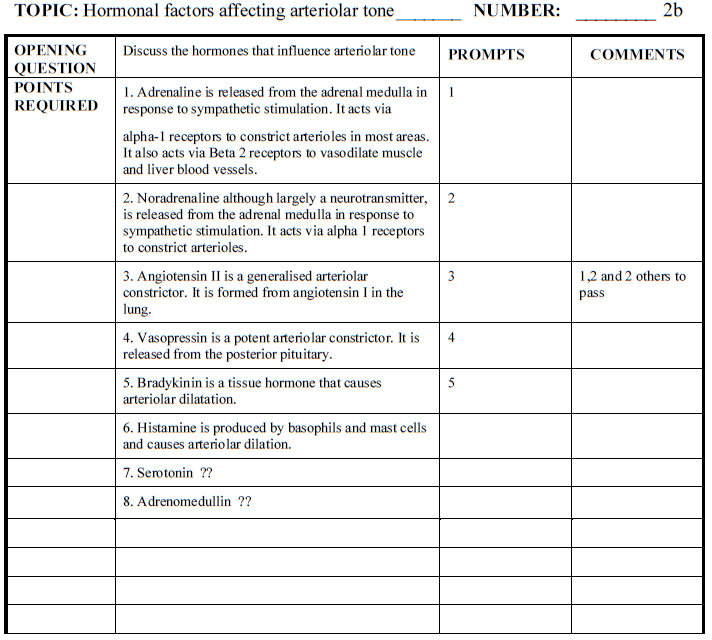 TOPIC: Hormonal factors affecting arteriolar tone_______ NUMBER: ________ 2b
OPENING QUESTION
Discuss the hormones that influence arteriolar tone
PROMPTS
COMMENTS
POINTS REQUIRED
1. Adrenaline is released from the adrenal medulla in
response to sympathetic stimulation. It acts via
alpha-1 receptors to constrict arterioles in most areas.
It also acts via Beta 2 receptors to vasodilate muscle
and liver blood vessels.
1
2. Noradrenaline although largely a neurotransmitter,
is released from the adrenal medulla in response to
sympathetic stimulation. It acts via alpha 1 receptors
to constrict arterioles.
2
3. Angiotensin II is a generalised arteriolar
constrictor. It is formed from angiotensin I in the
lung.
3
1,2 and 2 others to
pass
4. Vasopressin is a potent arteriolar constrictor. It is
released from the posterior pituitary.
4
5. Bradykinin is a tissue hormone that causes
arteriolar dilatation.
5
6. Histamine is produced by basophils and mast cells
and causes arteriolar dilation.
7. Serotonin ??
8. Adrenomedullin ??